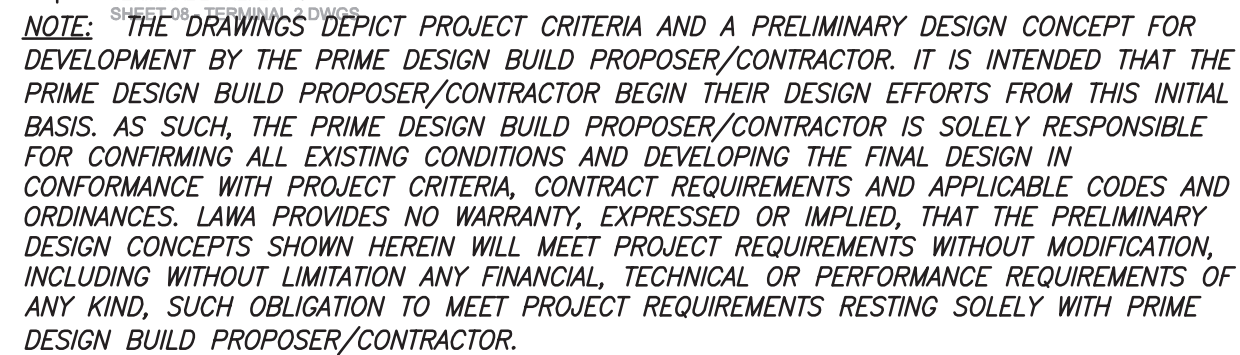 SHEET 08 - TERMINAL 2 DWGS
NOTE: THE DRAWINGS DEPICT PROJECT CRITERIA AND A PRELIMINARY DESIGN CONCEPT FOR
DEVELOPMENT BY THE PRIME DESIGN BUILD PROPOSER/CONTRACTOR. IT IS INTENDED THAT THE
PRIME DESIGN BUILD PROPOSER/CONTRACTOR BEGIN THEIR DESIGN EFFORTS FROM THIS INITIAL
BASIS. AS SUCH, THE PRIME DESIGN BUILD PROPOSER/CONTRACTOR IS SOLELY RESPONSIBLE
FOR CONFIRMING ALL EXISTING CONDITIONS AND DEVELOPING THE FINAL DESIGN IN
CONFORMANCE WITH PROJECT CRITERIA, CONTRACT REQUIREMENTS AND APPLICABLE CODES AND
ORDINANCES. LAWA PROVIDES NO WARRANTY, EXPRESSED OR IMPLIED, THAT THE PRELIMINARY
DESIGN CONCEPTS SHOWN HEREIN WILL MEET PROJECT REQUIREMENTS WITHOUT MODIFICATION,
INCLUDING WITHOUT LIMITATION ANY FINANCIAL, TECHNICAL OR PERFORMANCE REQUIREMENTS OF
ANY KIND, SUCH OBLIGATION TO MEET PROJECT REQUIREMENTS RESTING SOLELY WITH PRIME
DESIGN BUILD PROPOSER/CONTRACTOR.